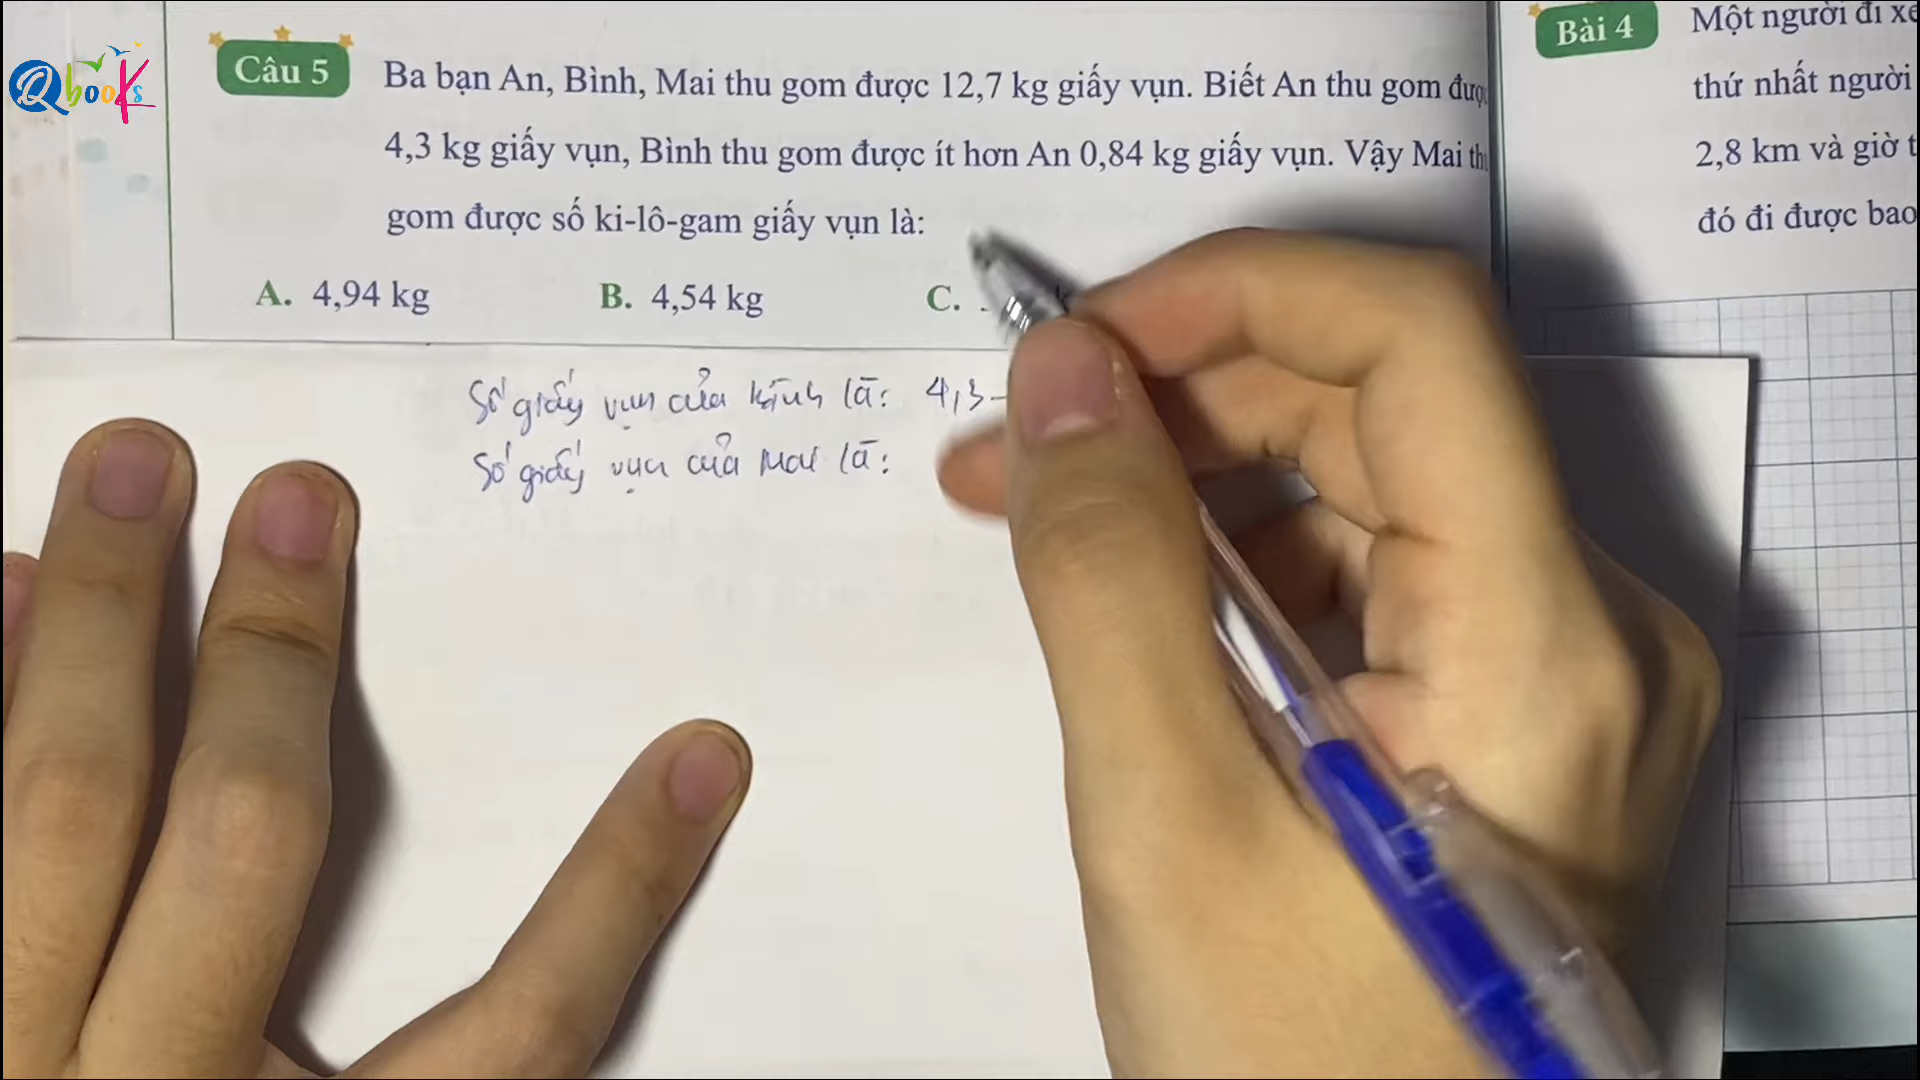 Qbooks
Câu 5
Ba bạn An, Bình, Mai thu gom được 12,7 kg giấy vụn. Biết An thu gom được
4,3 kg giấy vụn, Bình thu gom được ít hơn An 0,84 kg giấy vụn. Vậy Mai
gom được số ki-lô-gam giấy vụn là:
A. 4,94 kg B. 4,54 kg C.
Số giấy vụn của Bình là: 4,3 -
Số giấy vụn của Mai là:
Bài 4
Một người đi
thứ nhất người
2,8 km và giờ
đó đi được bao